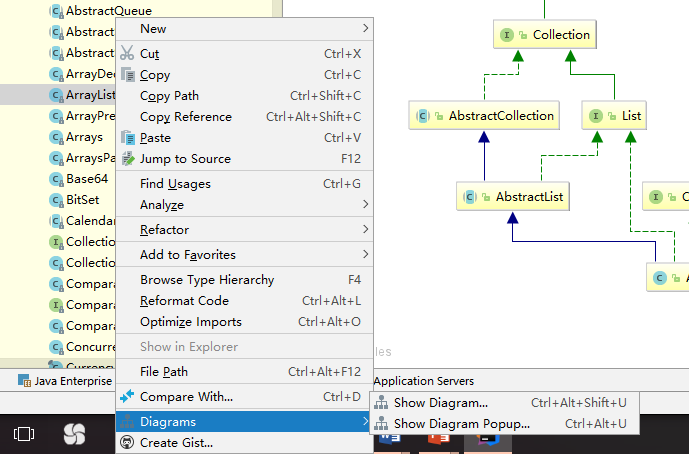 AbstractQueue
Abstract
Abstract
ArrayDe
ArrayList
ArrayPre
Arrays
ArraysPa
Base64
BitSet
Calenda
Collectio
Collectio
Compara
Compara
Compara
Concurre
Currency
New
Cut Ctrl+X
Copy Ctrl+C
Copy Path Ctrl+Shift+C
Copy Reference Ctrl+Alt+Shift+C
Paste Ctrl+V
Jump to Source F12
Find Usages Ctrl+G
Analyze
Refactor
Add to Favorites
Browse Type Hierarchy F4
Reformat Code Ctrl+Alt+L
Optimize Imports Ctrl+Alt+O
Show in Explorer
File Path Ctrl+Alt+F12
Compare With... Ctrl+D
Diagrams
Create Gist...
Show Diagram... Ctrl+Alt+Shift+U
Show Diagram Popup... Ctrl+Alt+U
I Collection
C AbstractCollection
I List
C AbstractList
C
C A
les
Java Enterprise
Application Servers